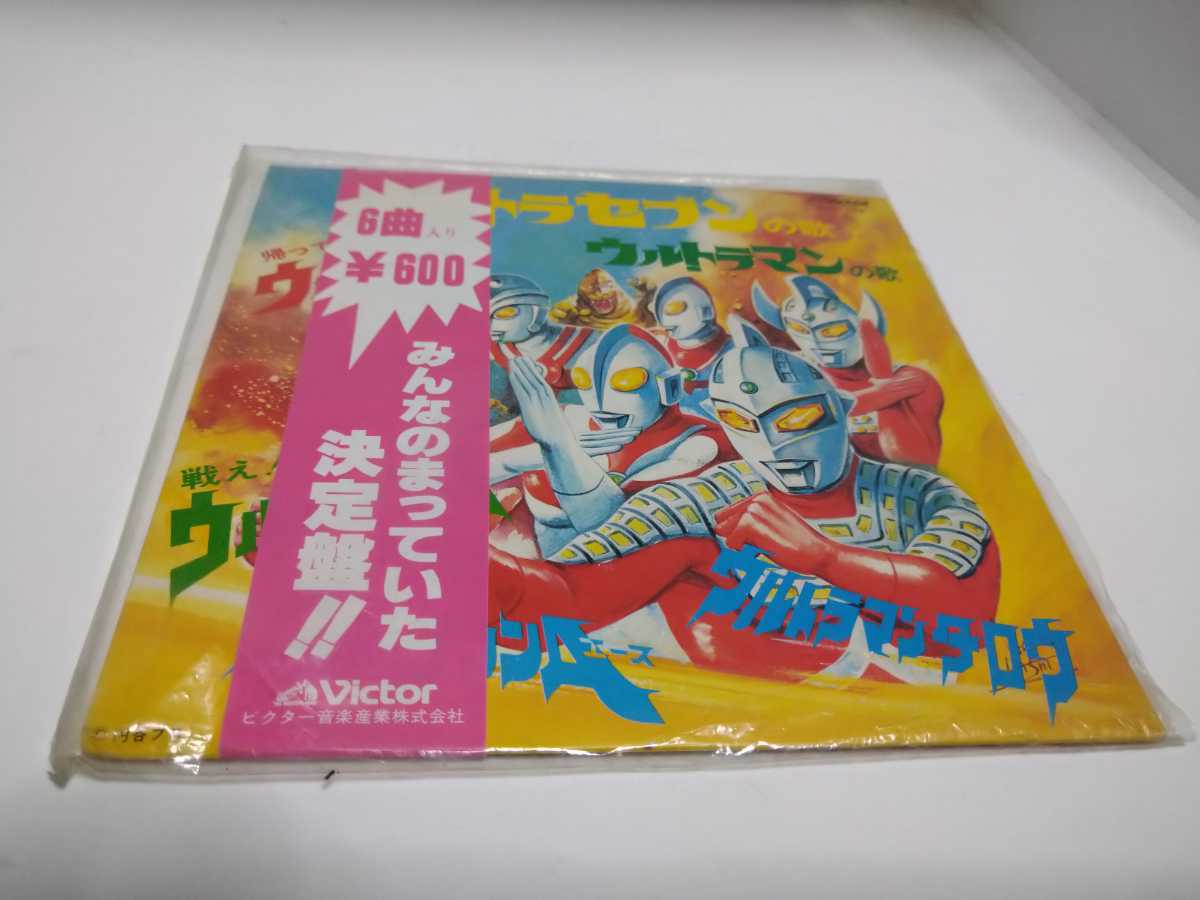 6曲入り
¥600
みんなのまっていた
決定盤!!
Victor
ビクター音楽産業株式会社
トラセブンの歌
ウルトラマンの歌
帰って
ウ
戦え!
ウル
ンA
エース
ウルトラマンタロウ